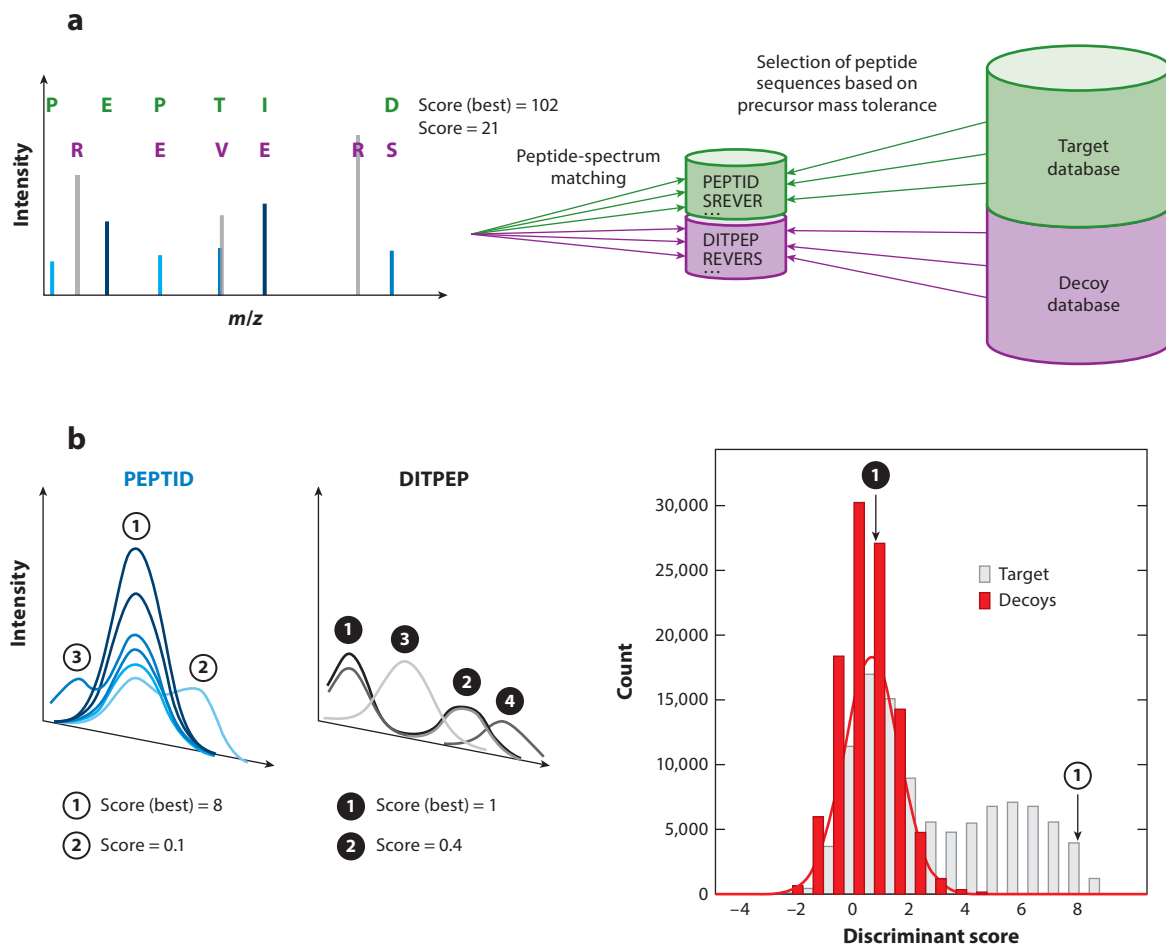 a
Intensity
P E P T I D
R E V E R S
m/z
Score (best) = 102
Score = 21
Peptide-spectrum
matching
Selection of peptide
sequences based on
precursor mass tolerance
PEPTID
SREVER
...
DITPEP
REVERS
...
Target
database
Decoy
database
b
PEPTID
Intensity
1
3
2
1 Score (best) = 8
2 Score = 0.1
DITPEP
1
3
2
4
1 Score (best) = 1
2 Score = 0.4
Count
30,000
25,000
20,000
15,000
10,000
5,000
0
–4 –2 0 2 4 6 8
Discriminant score
1
Target
Decoys
1